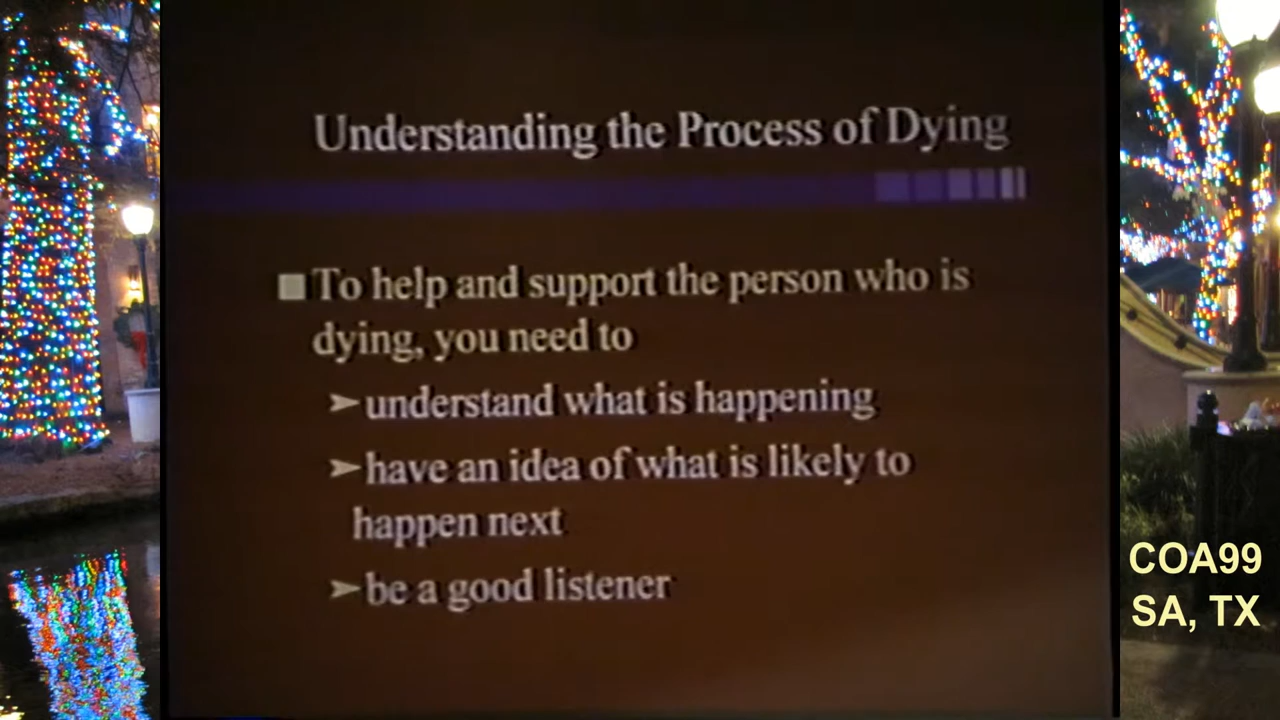 Understanding the Process of Dying
To help and support the person who is
dying, you need to
➢understand what is happening
➢have an idea of what is likely to
happen next
➢be a good listener
COA99
SA, TX